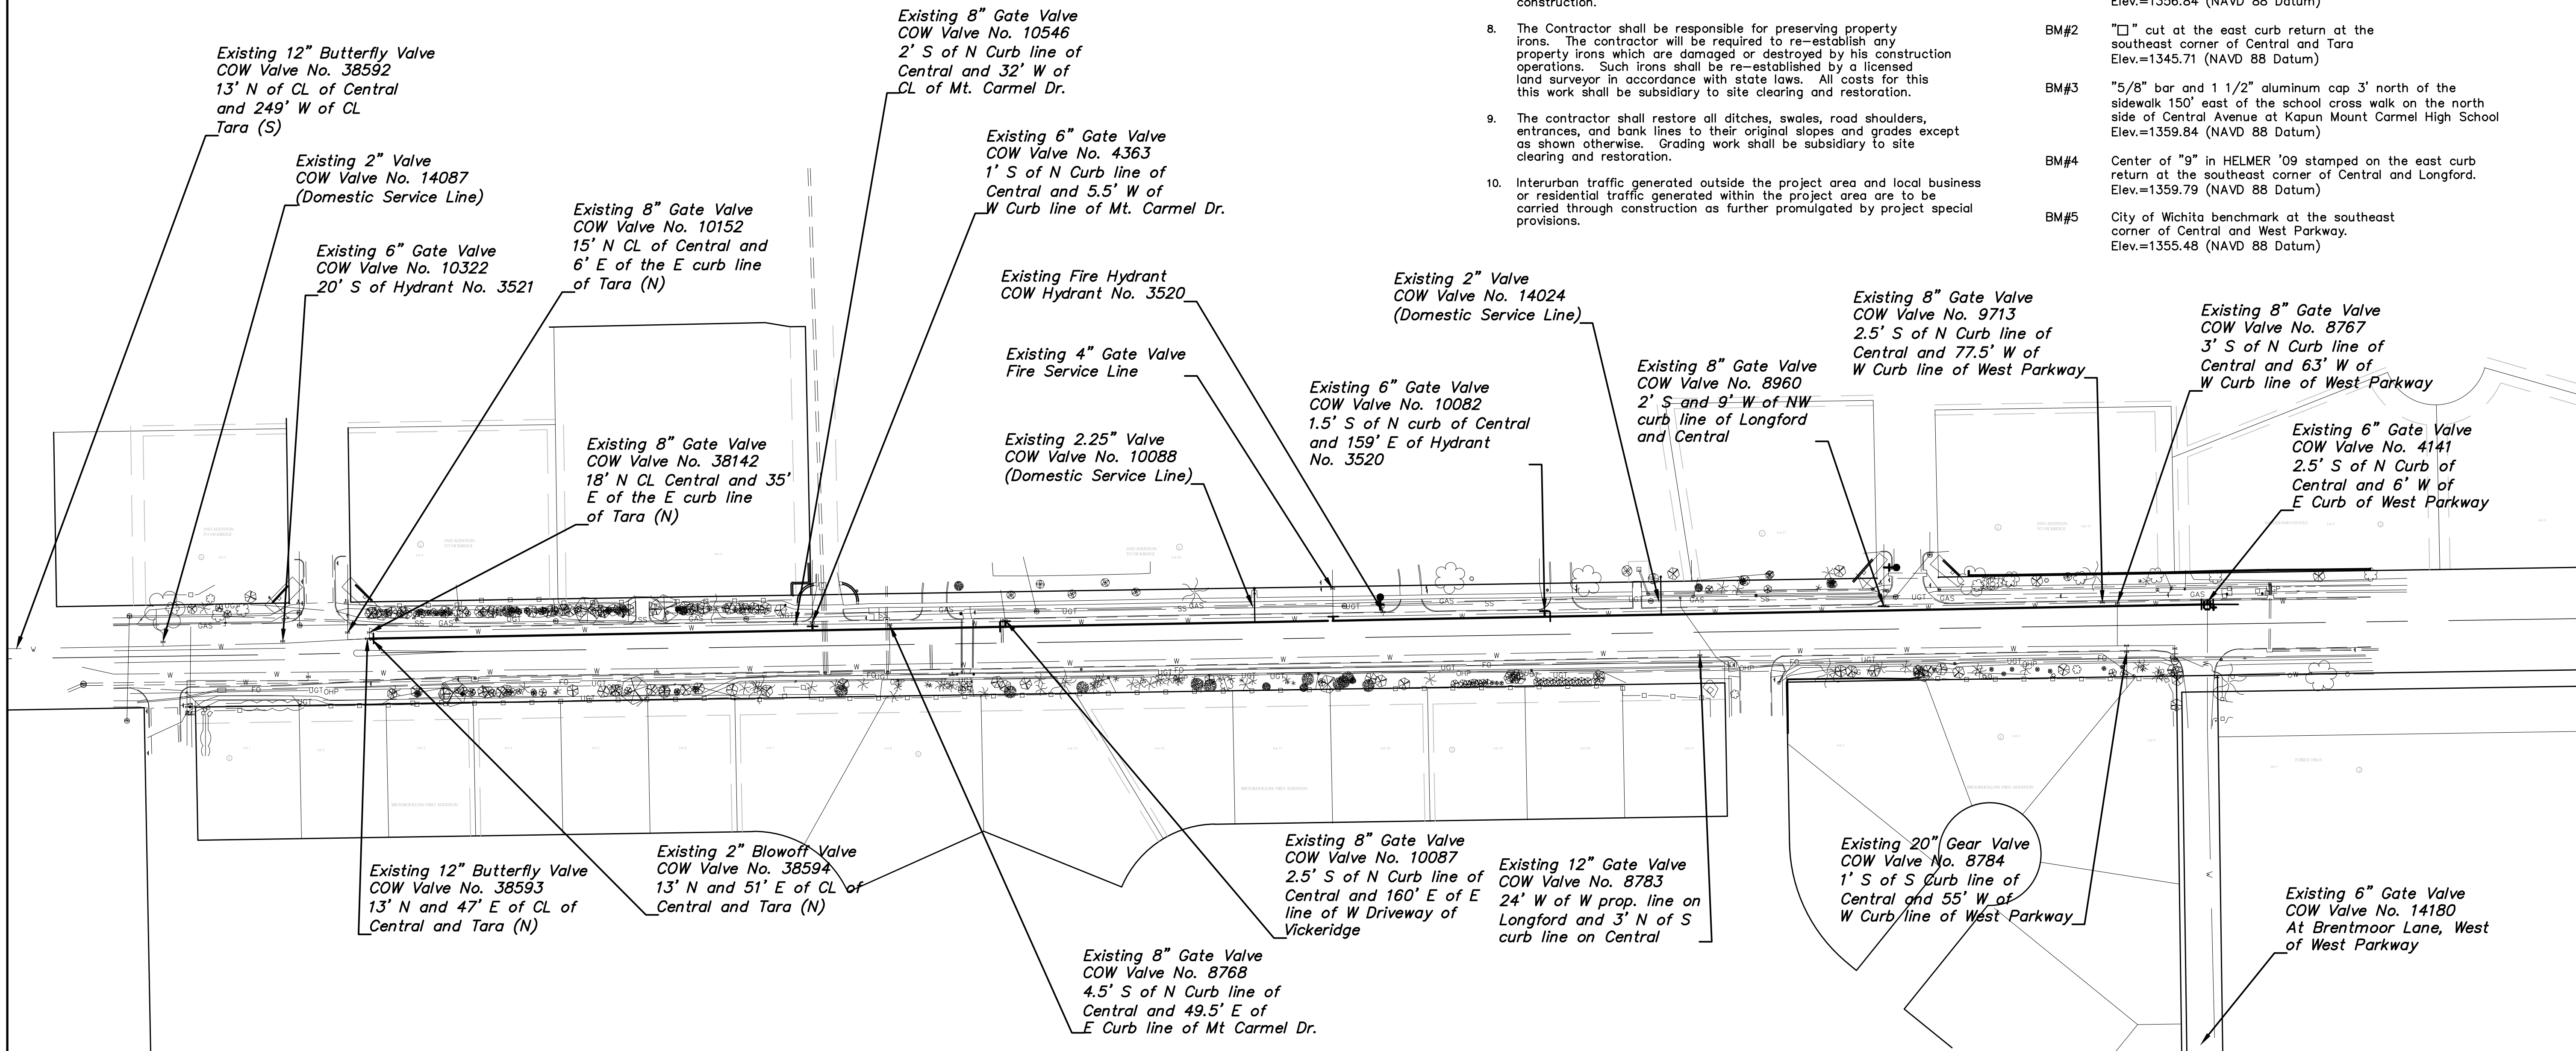 construction.
8. The Contractor shall be responsible for preserving property
irons. The contractor will be required to re-establish any
property irons which are damaged or destroyed by his construction
operations. Such irons shall be re-established by a licensed
land surveyor in accordance with state laws. All costs for this
this work shall be subsidiary to site clearing and restoration.
9. The contractor shall restore all ditches, swales, road shoulders,
entrances, and bank lines to their original slopes and grades except
as shown otherwise. Grading work shall be subsidiary to site
clearing and restoration.
10. Interurban traffic generated outside the project area and local business
or residential traffic generated within the project area are to be
carried through construction as further promulgated by project special
provisions.
Elev.=1356.84 (NAVD 88 Datum)
BM#2 "□" cut at the east curb return at the
southeast corner of Central and Tara
Elev.=1345.71 (NAVD 88 Datum)
BM#3 "5/8" bar and 1 1/2" aluminum cap 3' north of the
sidewalk 150' east of the school cross walk on the north
side of Central Avenue at Kapun Mount Carmel High School
Elev.=1359.84 (NAVD 88 Datum)
BM#4 Center of "9" in HELMER '09 stamped on the east curb
return at the southeast corner of Central and Longford.
Elev.=1359.79 (NAVD 88 Datum)
BM#5 City of Wichita benchmark at the southeast
corner of Central and West Parkway.
Elev.=1355.48 (NAVD 88 Datum)
Existing 12" Butterfly Valve
COW Valve No. 38592
13' N of CL of Central
and 249' W of CL
Tara (S)
Existing 2" Valve
COW Valve No. 14087
(Domestic Service Line)
Existing 6" Gate Valve
COW Valve No. 10322
20' S of Hydrant No. 3521
Existing 8" Gate Valve
COW Valve No. 10152
15' N CL of Central and
6' E of the E curb line
of Tara (N)
Existing 8" Gate Valve
COW Valve No. 38142
18' N CL Central and 35'
E of the E curb line
of Tara (N)
Existing 8" Gate Valve
COW Valve No. 10546
2' S of N Curb line of
Central and 32' W of
CL of Mt. Carmel Dr.
Existing 6" Gate Valve
COW Valve No. 4363
1' S of N Curb line of
Central and 5.5' W of
W Curb line of Mt. Carmel Dr.
Existing Fire Hydrant
COW Hydrant No. 3520
Existing 4" Gate Valve
Fire Service Line
Existing 2.25" Valve
COW Valve No. 10088
(Domestic Service Line)
Existing 6" Gate Valve
COW Valve No. 10082
1.5' S of N curb of Central
and 159' E of Hydrant
No. 3520
Existing 2" Valve
COW Valve No. 14024
(Domestic Service Line)
Existing 8" Gate Valve
COW Valve No. 8960
2' S and 9' W of NW
curb line of Longford
and Central
Existing 8" Gate Valve
COW Valve No. 9713
2.5' S of N Curb line of
Central and 77.5' W of
W Curb line of West Parkway
Existing 8" Gate Valve
COW Valve No. 8767
3' S of N Curb line of
Central and 63' W of
W Curb line of West Parkway
Existing 6" Gate Valve
COW Valve No. 4141
2.5' S of N Curb of
Central and 6' W of
E Curb of West Parkway
Existing 12" Butterfly Valve
COW Valve No. 38593
13' N and 47' E of CL of
Central and Tara (N)
Existing 2" Blowoff Valve
COW Valve No. 38594
13' N and 51' E of CL of
Central and Tara (N)
Existing 8" Gate Valve
COW Valve No. 8768
4.5' S of N Curb line of
Central and 49.5' E of
E Curb line of Mt Carmel Dr.
Existing 8" Gate Valve
COW Valve No. 10087
2.5' S of N Curb line of
Central and 160' E of E
line of W Driveway of
Vickeridge
Existing 12" Gate Valve
COW Valve No. 8783
24' W of W prop. line on
Longford and 3' N of S
curb line on Central
Existing 20" Gear Valve
COW Valve No. 8784
1' S of S Curb line of
Central and 55' W of
W Curb line of West Parkway
Existing 6" Gate Valve
COW Valve No. 14180
At Brentmoor Lane, West
of West Parkway